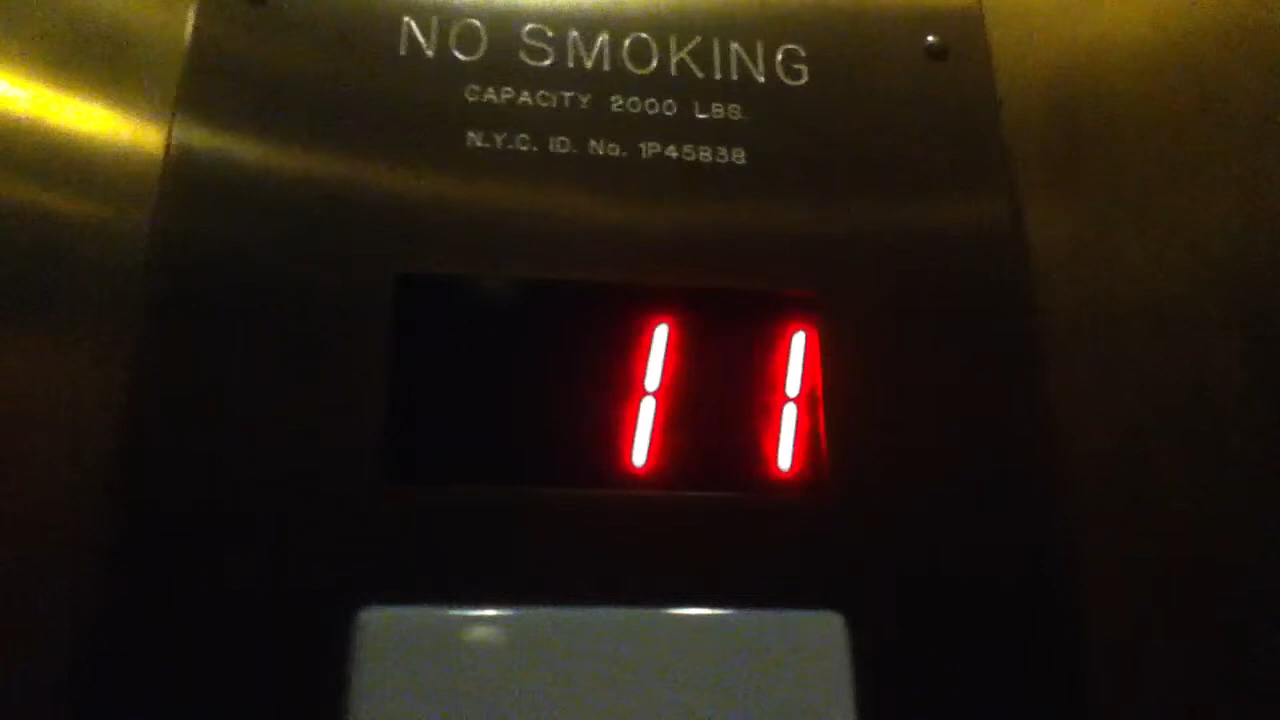 NO SMOKING
CAPACITY 2000 LBS.
N.Y.C. ID. No. 1P45838
11